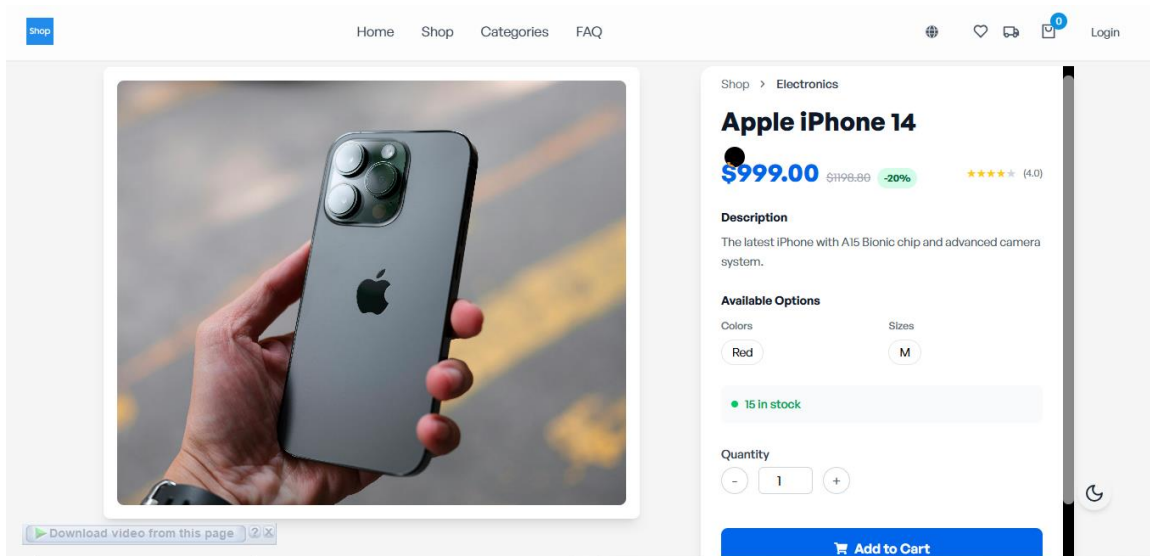 Shop
Home Shop Categories FAQ
0
Login
Shop > Electronics
Apple iPhone 14
$999.00 $1198.80 -20% ★★★★★ (4.0)
Description
The latest iPhone with A15 Bionic chip and advanced camera
system.
Available Options
Colors Sizes
Red M
15 in stock
Quantity
- 1 +
Add to Cart
Download video from this page ? X